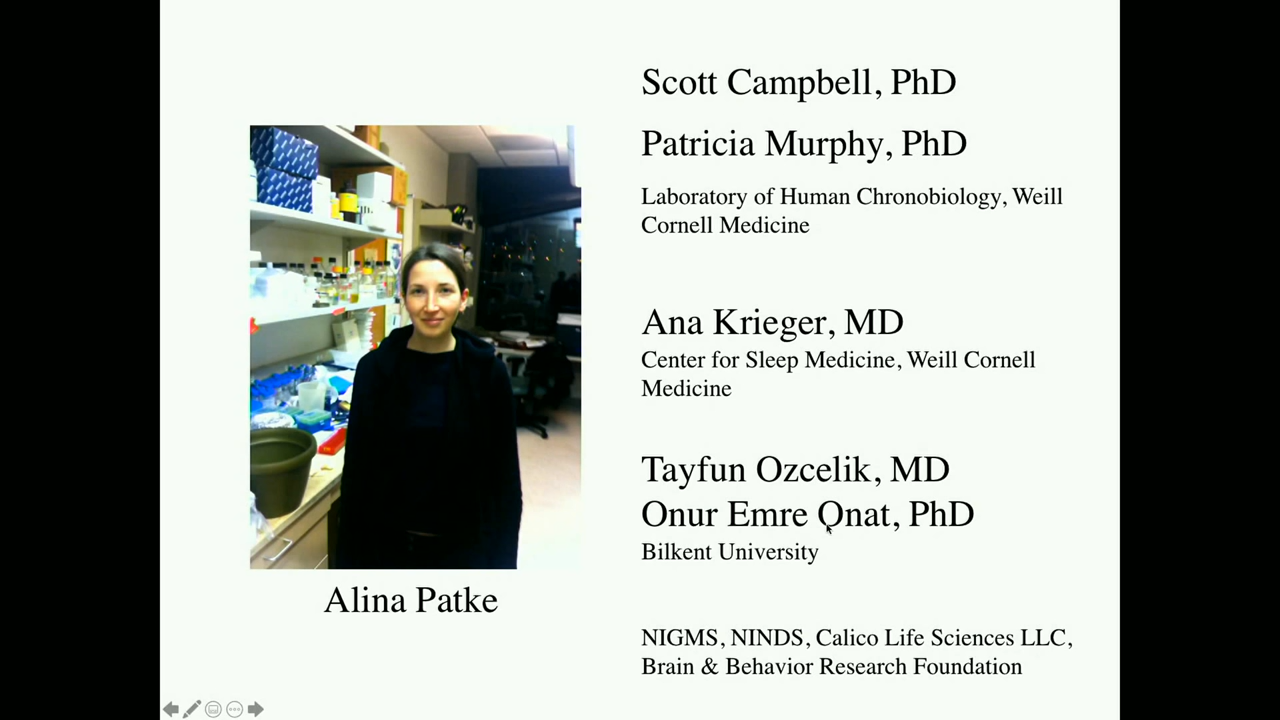 Scott Campbell, PhD
Patricia Murphy, PhD
Laboratory of Human Chronobiology, Weill
Cornell Medicine
Ana Krieger, MD
Center for Sleep Medicine, Weill Cornell
Medicine
Tayfun Ozcelik, MD
Onur Emre Onat, PhD
Bilkent University
Alina Patke
NIGMS, NINDS, Calico Life Sciences LLC,
Brain & Behavior Research Foundation